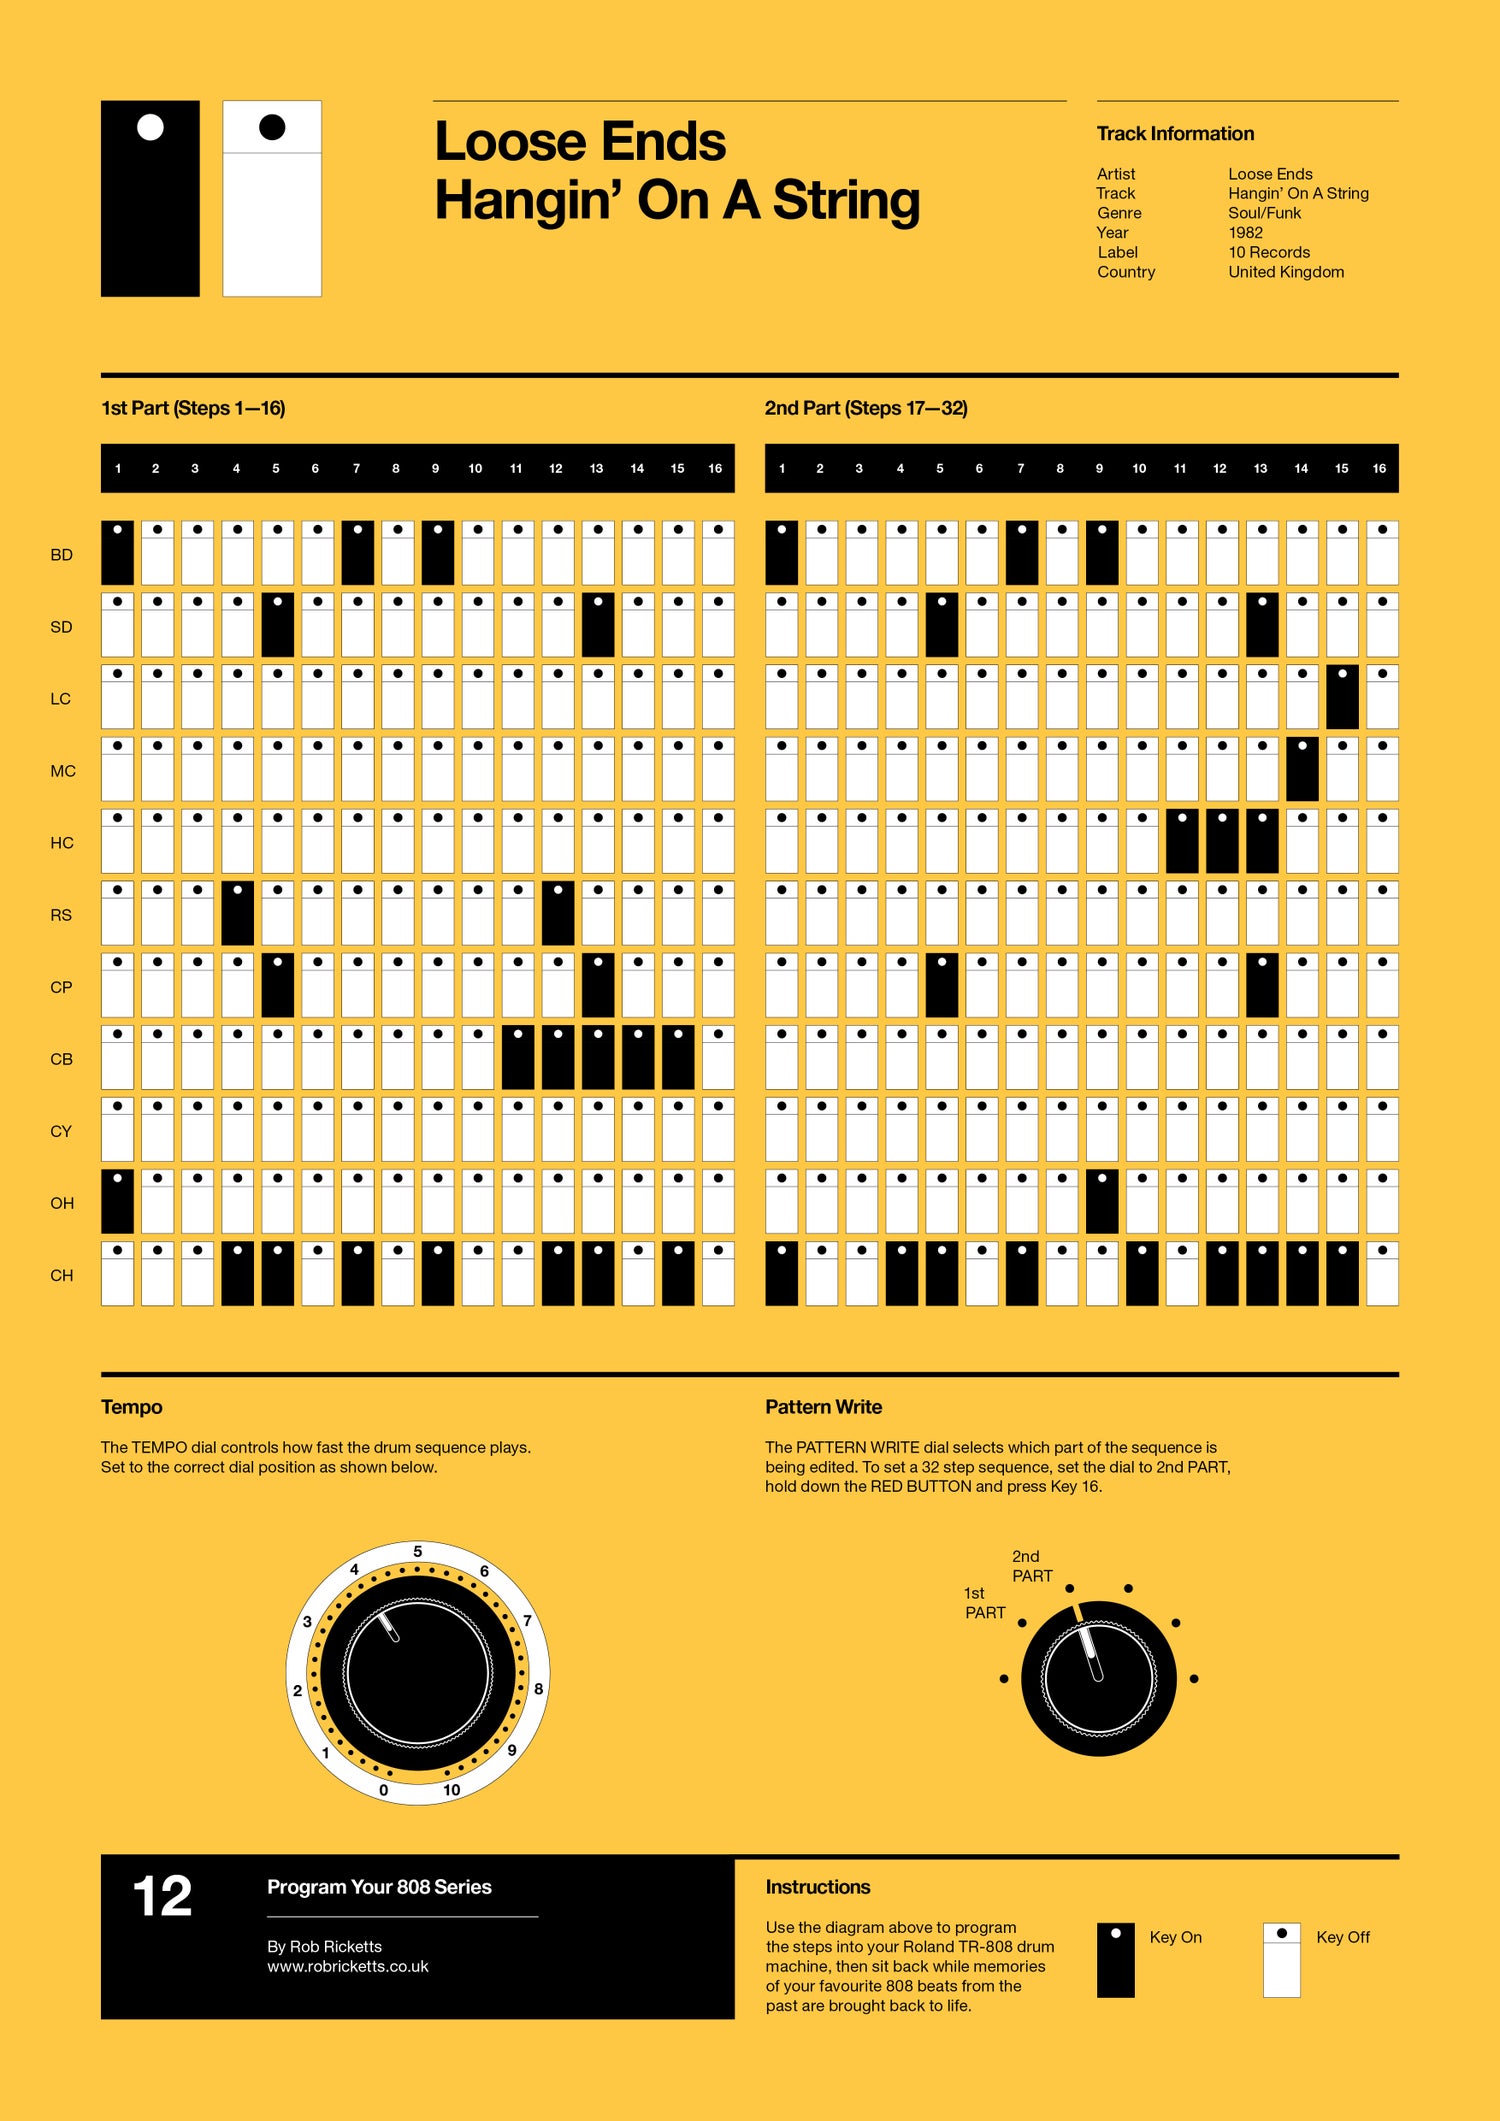 Loose Ends
Hangin’ On A String
Track Information
Artist Loose Ends
Track Hangin’ On A String
Genre Soul/Funk
Year 1982
Label 10 Records
Country United Kingdom
1st Part (Steps 1—16)
2nd Part (Steps 17—32)
1 2 3 4 5 6 7 8 9 10 11 12 13 14 15 16
1 2 3 4 5 6 7 8 9 10 11 12 13 14 15 16
BD
SD
LC
MC
HC
RS
CP
CB
CY
OH
CH
Tempo
The TEMPO dial controls how fast the drum sequence plays.
Set to the correct dial position as shown below.
0
1
2
3
4
5
6
7
8
9
10
Pattern Write
The PATTERN WRITE dial selects which part of the sequence is
being edited. To set a 32 step sequence, set the dial to 2nd PART,
hold down the RED BUTTON and press Key 16.
2nd
PART
1st
PART
12
Program Your 808 Series
By Rob Ricketts
www.robricketts.co.uk
Instructions
Use the diagram above to program
the steps into your Roland TR-808 drum
machine, then sit back while memories
of your favourite 808 beats from the
past are brought back to life.
Key On
Key Off